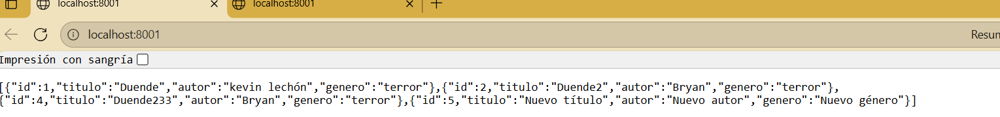 localhost:8001
localhost:8001
localhost:8001
Resum
Impresión con sangría
[{"id":1,"titulo":"Duende","autor":"kevin lechón","genero":"terror"},{"id":2,"titulo":"Duende2","autor":"Bryan","genero":"terror"},
{"id":4,"titulo":"Duende233","autor":"Bryan","genero":"terror"},{"id":5,"titulo":"Nuevo título","autor":"Nuevo autor","genero":"Nuevo género"}]